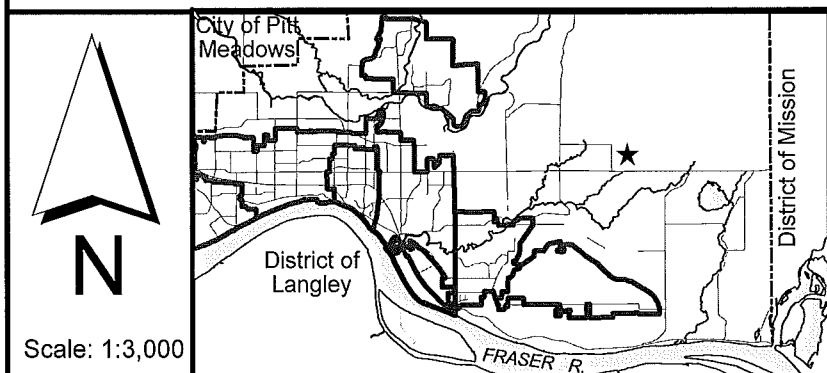 City of Pitt
Meadows
N
Scale: 1:3,000
District of
Langley
FRASER R.
District of Mission